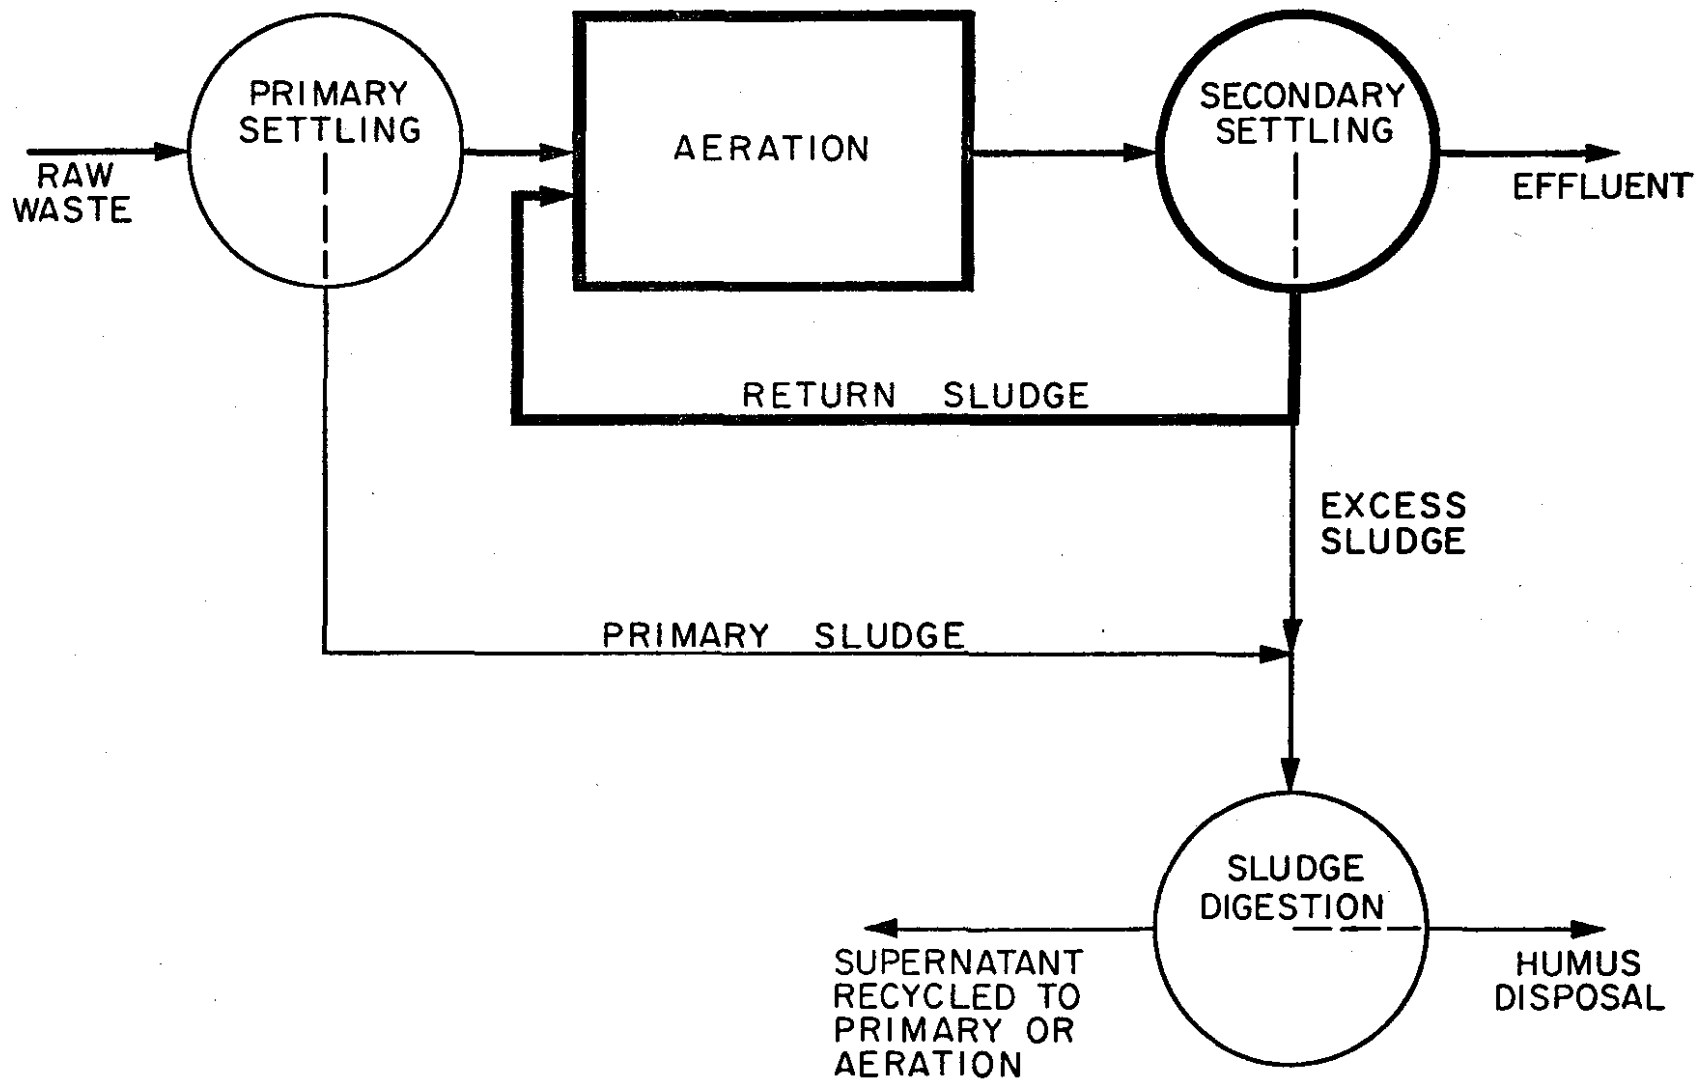 PRIMARY
SETTLING
RAW
WASTE
AERATION
SECONDARY
SETTLING
EFFLUENT
RETURN SLUDGE
EXCESS
SLUDGE
PRIMARY SLUDGE
SLUDGE
DIGESTION
SUPERNATANT
RECYCLED TO
PRIMARY OR
AERATION
HUMUS
DISPOSAL